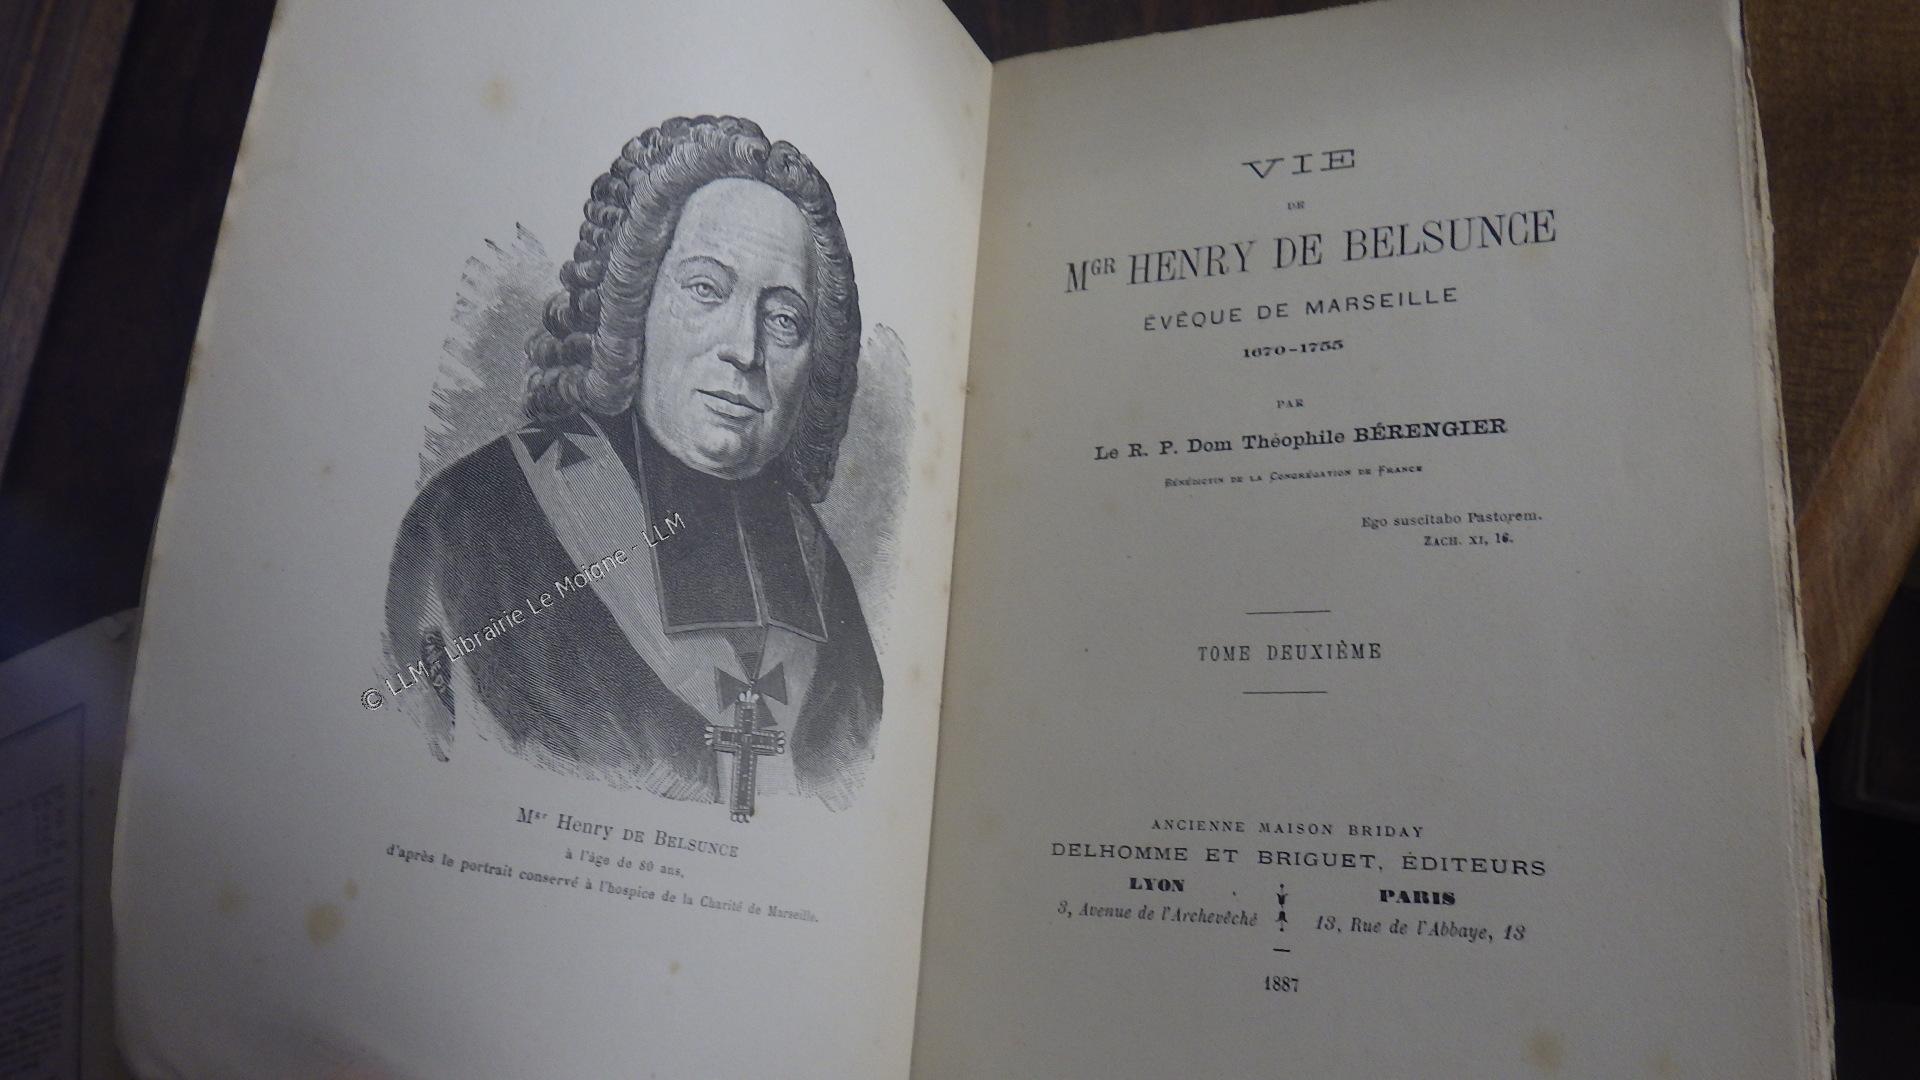 © LLM - Librairie Le Moigne - LLM
Mgr Henry DE BELSUNCE
à l'âge de 80 ans,
d'après le portrait conservé à l'hospice de la Charité de Marseille.
VIE
DE
MGR HENRY DE BELSUNCE
ÉVÊQUE DE MARSEILLE
1670-1755
PAR
Le R. P. Dom Théophile BÉRENGIER
BÉNÉDICTIN DE LA CONGRÉGATION DE FRANCE
Ego suscitabo Pastorem.
ZACH. XI, 16.
TOME DEUXIÈME
ANCIENNE MAISON BRIDAY
DELHOMME ET BRIGUET, ÉDITEURS
LYON
3, Avenue de l'Archevêché
PARIS
13, Rue de l'Abbaye, 13
1887